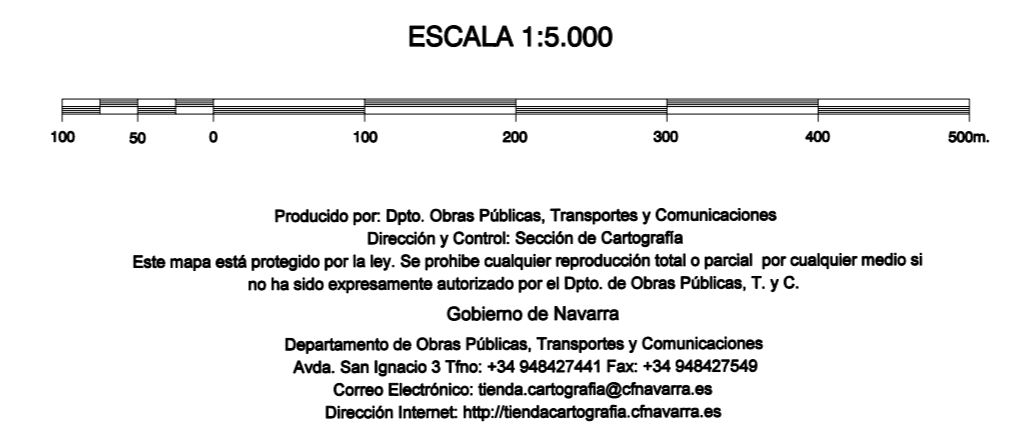 ESCALA 1:5.000
100 50 0 100 200 300 400 500m.
Producido por: Dpto. Obras Públicas, Transportes y Comunicaciones
Dirección y Control: Sección de Cartografía
Este mapa está protegido por la ley. Se prohibe cualquier reproducción total o parcial por cualquier medio si
no ha sido expresamente autorizado por el Dpto. de Obras Públicas, T. y C.
Gobierno de Navarra
Departamento de Obras Públicas, Transportes y Comunicaciones
Avda. San Ignacio 3 Tfno: +34 948427441 Fax: +34 948427549
Correo Electrónico: tienda.cartografia@cfnavarra.es
Dirección Internet: http://tiendacartografia.cfnavarra.es